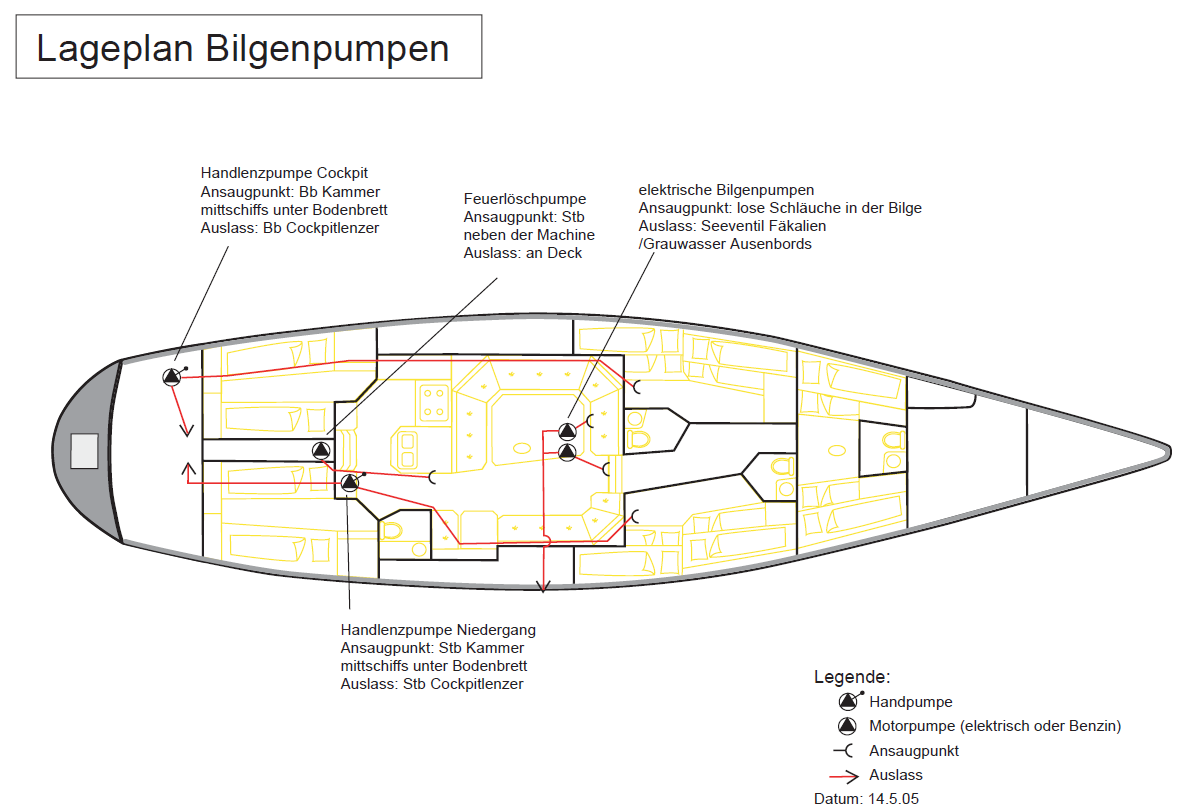 Lageplan Bilgenpumpen
Handlenzpumpe Cockpit
Ansaugpunkt: Bb Kammer
mittschiffs unter Bodenbrett
Auslass: Bb Cockpitlenzer
Feuerlöschpumpe
Ansaugpunkt: Stb
neben der Machine
Auslass: an Deck
elektrische Bilgenpumpen
Ansaugpunkt: lose Schläuche in der Bilge
Auslass: Seeventil Fäkalien
/Grauwasser Ausenbords
Handlenzpumpe Niedergang
Ansaugpunkt: Stb Kammer
mittschiffs unter Bodenbrett
Auslass: Stb Cockpitlenzer
Legende:
Handpumpe
Motorpumpe (elektrisch oder Benzin)
Ansaugpunkt
Auslass
Datum: 14.5.05